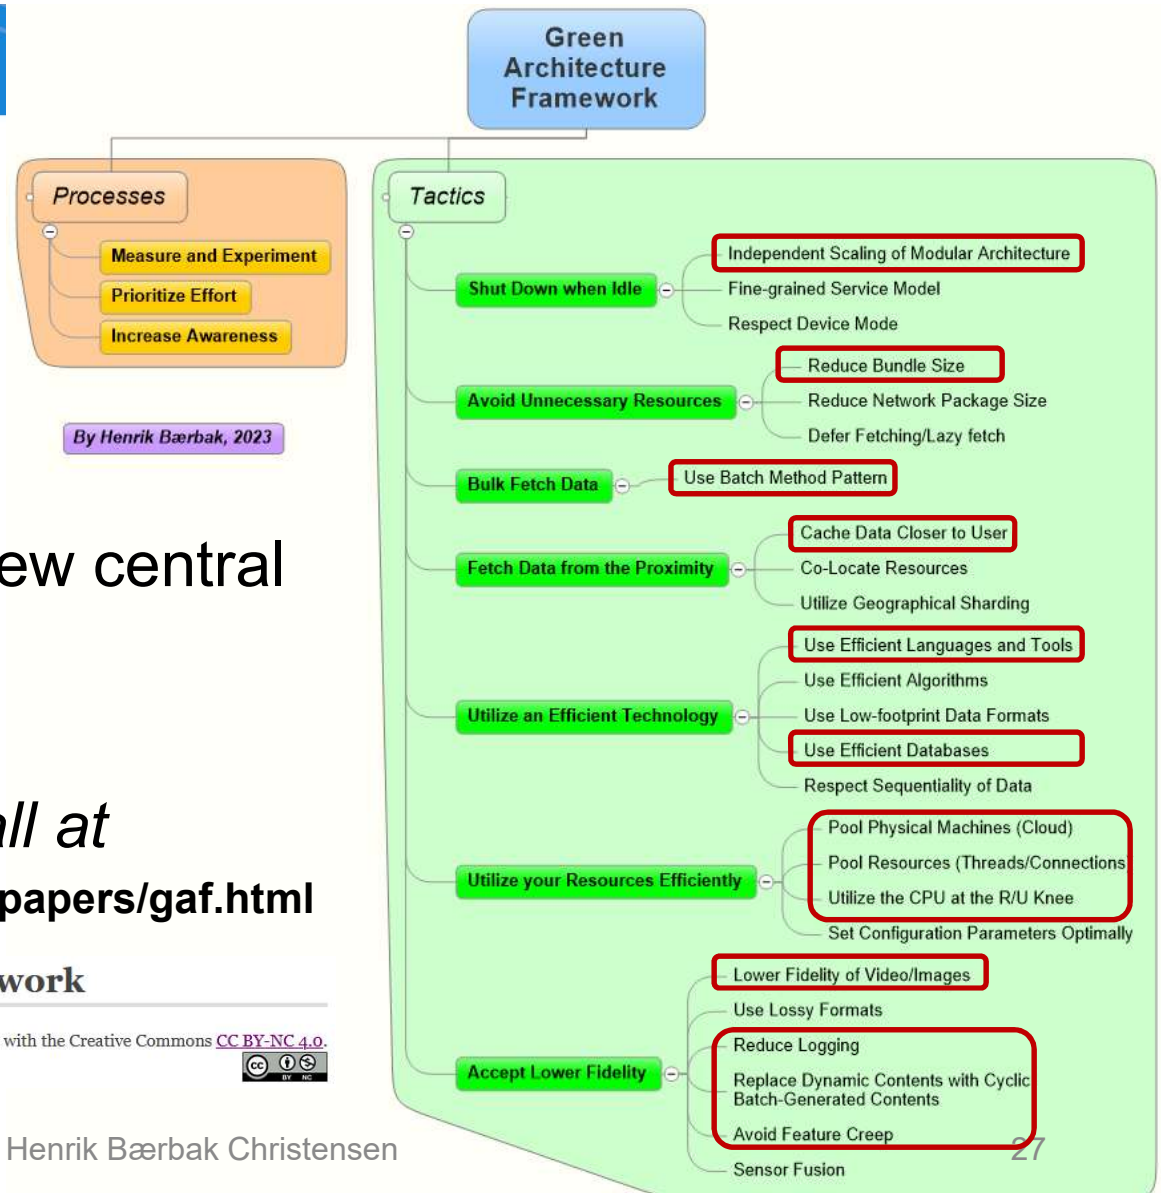 Green
Architecture
Framework
Processes
Measure and Experiment
Prioritize Effort
Increase Awareness
By Henrik Bærbak, 2023
Tactics
Shut Down when Idle
Independent Scaling of Modular Architecture
Fine-grained Service Model
Respect Device Mode
Avoid Unnecessary Resources
Reduce Bundle Size
Reduce Network Package Size
Defer Fetching/Lazy fetch
Bulk Fetch Data
Use Batch Method Pattern
Fetch Data from the Proximity
Cache Data Closer to User
Co-Locate Resources
Utilize Geographical Sharding
Utilize an Efficient Technology
Use Efficient Languages and Tools
Use Efficient Algorithms
Use Low-footprint Data Formats
Use Efficient Databases
Respect Sequentiality of Data
Utilize your Resources Efficiently
Pool Physical Machines (Cloud)
Pool Resources (Threads/Connections)
Utilize the CPU at the R/U Knee
Set Configuration Parameters Optimally
Accept Lower Fidelity
Lower Fidelity of Video/Images
Use Lossy Formats
Reduce Logging
Replace Dynamic Contents with Cyclic
Batch-Generated Contents
Avoid Feature Creep
Sensor Fusion
ew central
all at
papers/gaf.html
work
with the Creative Commons CC BY-NC 4.0.
cc
BY NC
Henrik Bærbak Christensen
27